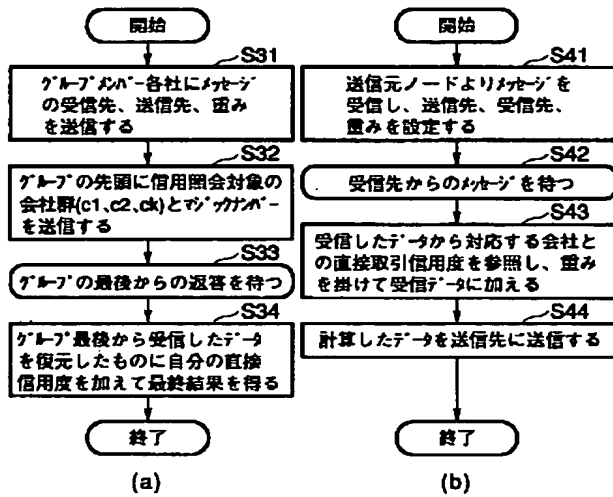 開始
S31
グループメンバー各社にメッセージ
の受信先、送信先、重み
を送信する
S32
グループの先頭に信用照会対象の
会社群(c1、c2、ck)とマジックナンバー
を送信する
S33
グループの最後からの返答を待つ
S34
グループ最後から受信したデータ
を復元したものに自分の直接
信用度を加えて最終結果を得る
終了
(a)
開始
S41
送信元ノードよりメッセージを
受信し、送信先、受信先、
重みを設定する
S42
受信先からのメッセージを待つ
S43
受信したデータから対応する会社と
の直接取引信用度を参照し、重み
を掛けて受信データに加える
S44
計算したデータを送信先に送信する
終了
(b)